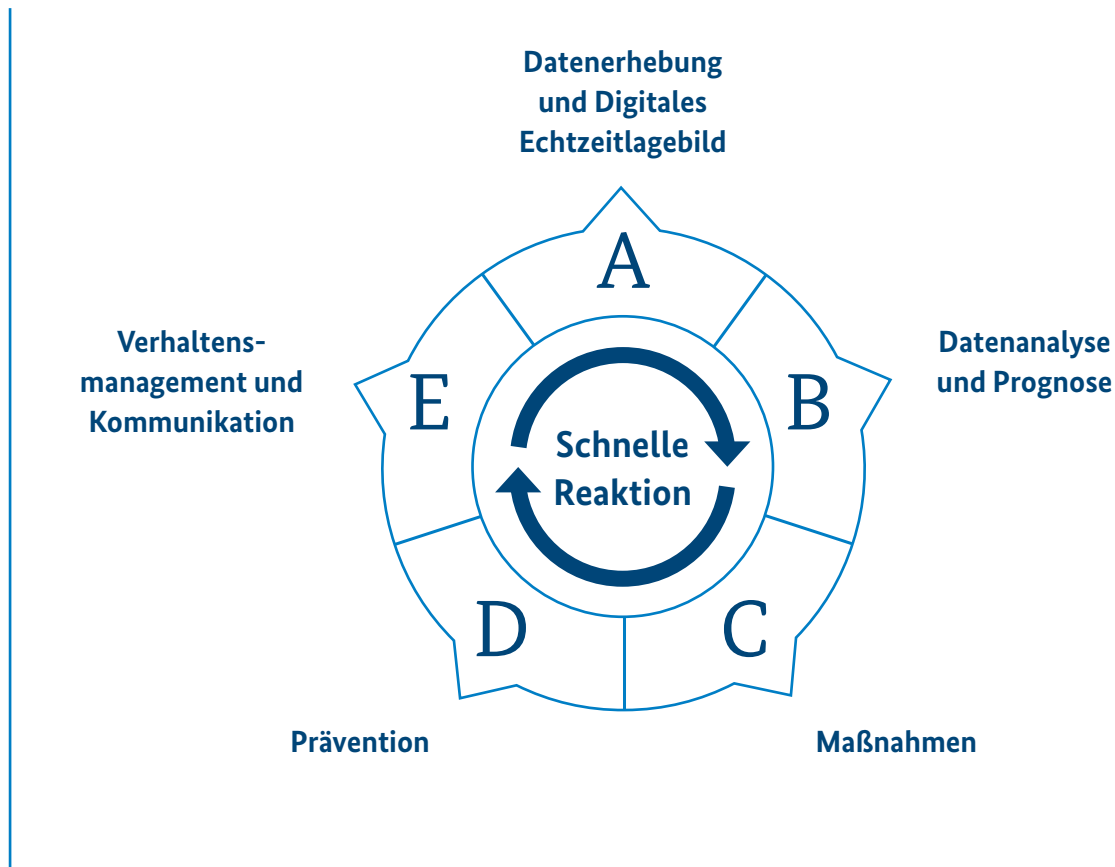 Datenerhebung
und Digitales
Echtzeitlagebild
A
Verhaltens-
management und
Kommunikation
E
B
Datenanalyse
und Prognose
Schnelle
Reaktion
D
C
Prävention
Maßnahmen